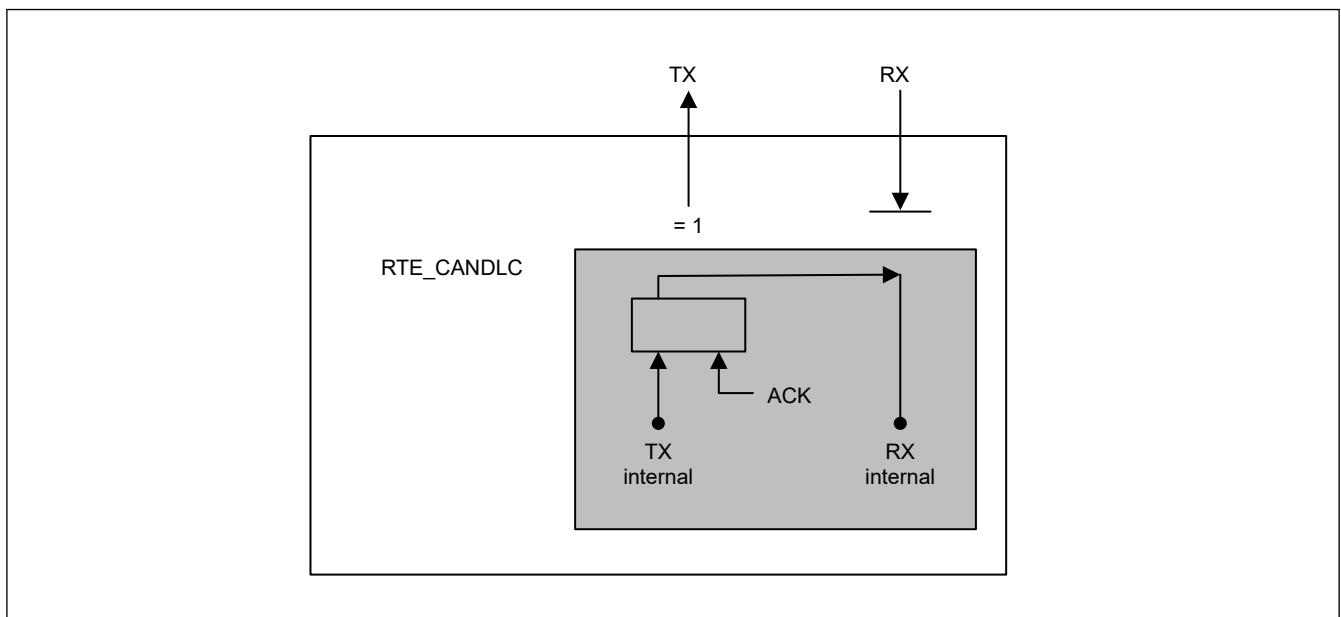 TX
RX
= 1
RTE_CANDLC
ACK
TX
internal
RX
internal